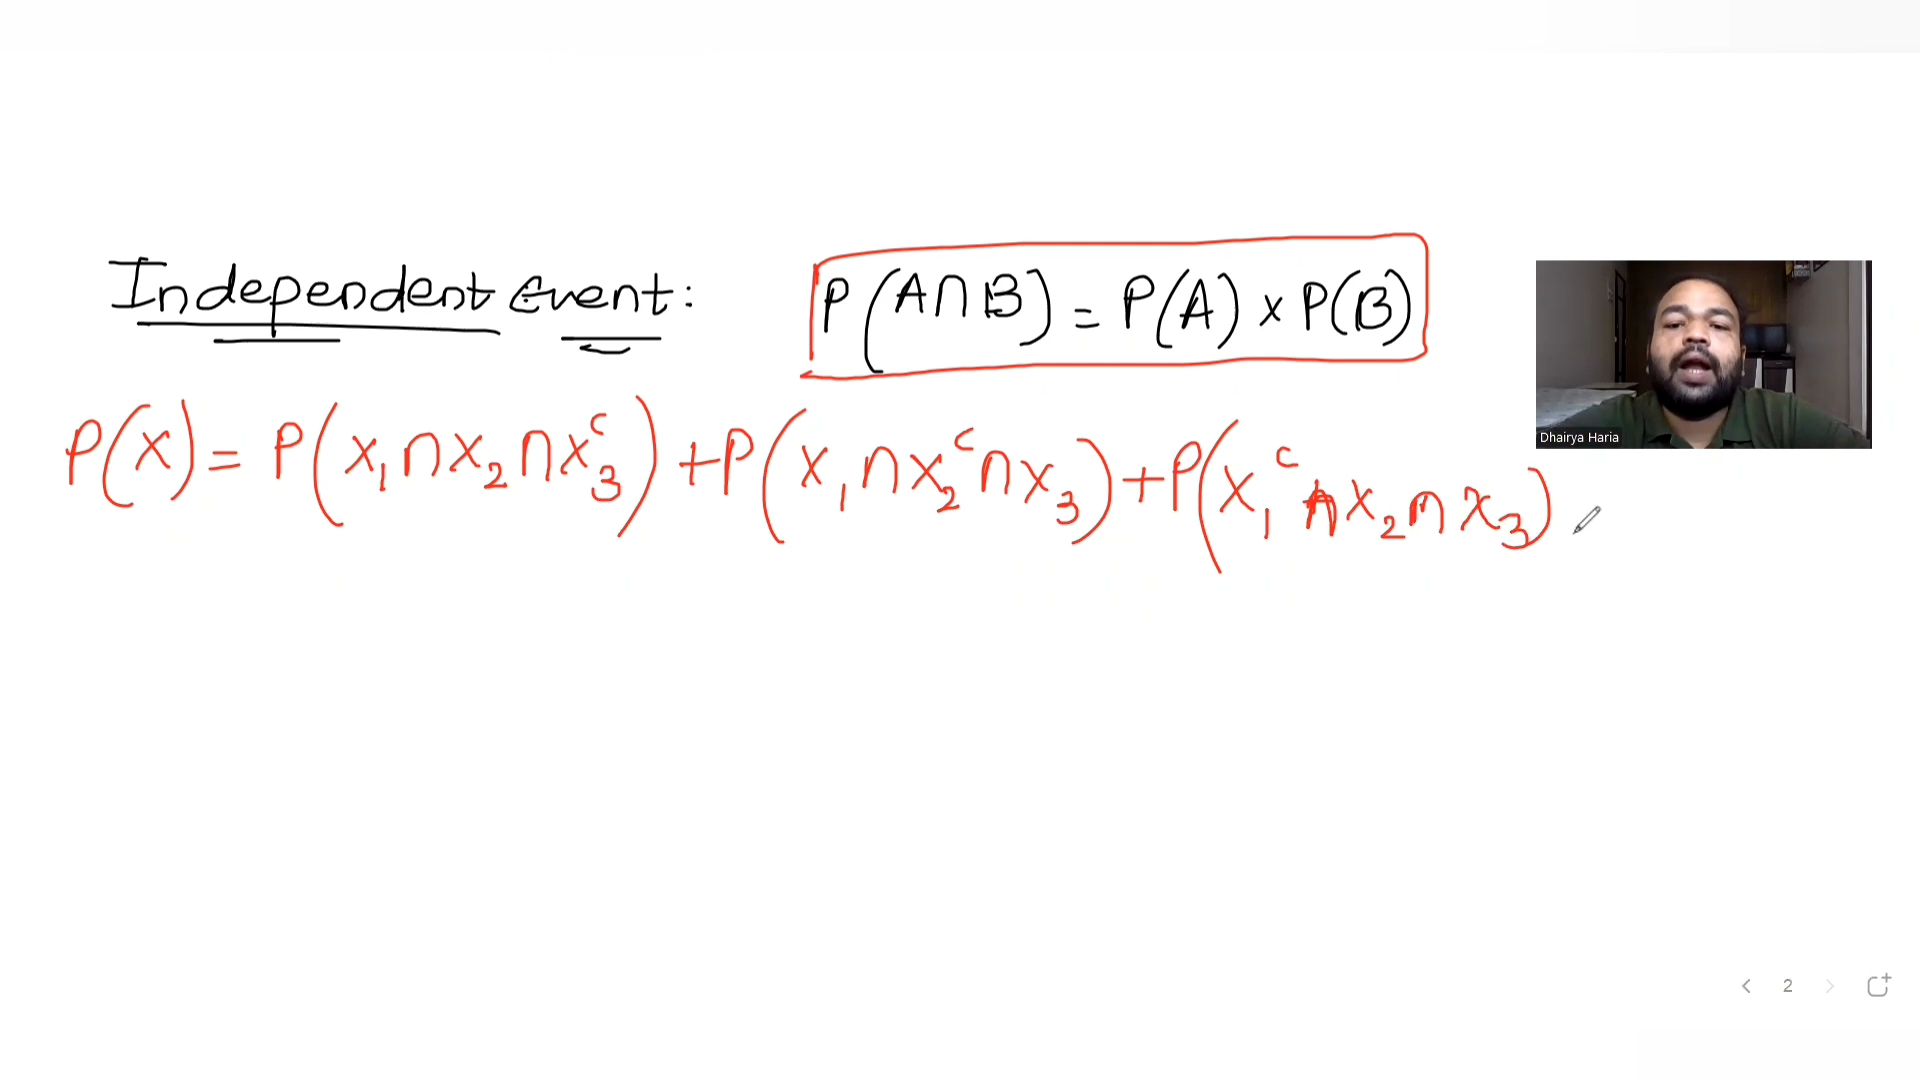 Independent Event: P(A∩B) = P(A) × P(B)
Dhairya Haria
P(X) = P(X₁∩X₂∩X₃ᶜ) + P(X₁∩X₂ᶜ∩X₃) + P(X₁ᶜ∩X₂∩X₃)
2